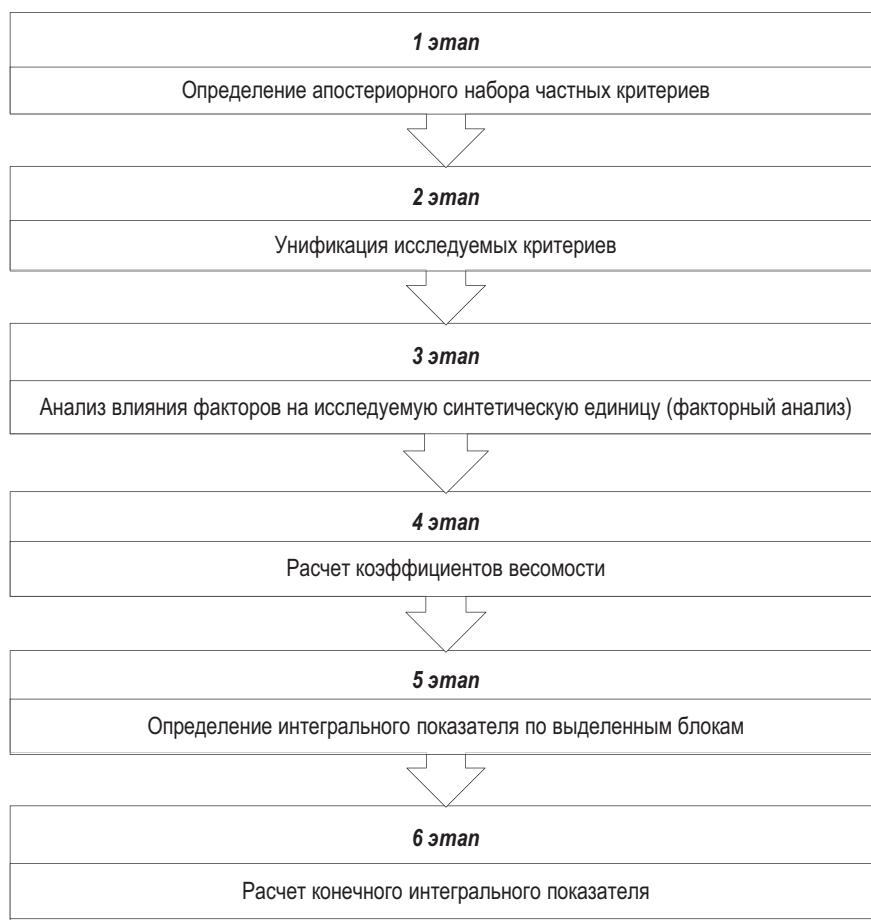 1 этап
Определение апостериорного набора частных критериев
2 этап
Унификация исследуемых критериев
3 этап
Анализ влияния факторов на исследуемую синтетическую единицу (факторный анализ)
4 этап
Расчет коэффициентов весомости
5 этап
Определение интегрального показателя по выделенным блокам
6 этап
Расчет конечного интегрального показателя